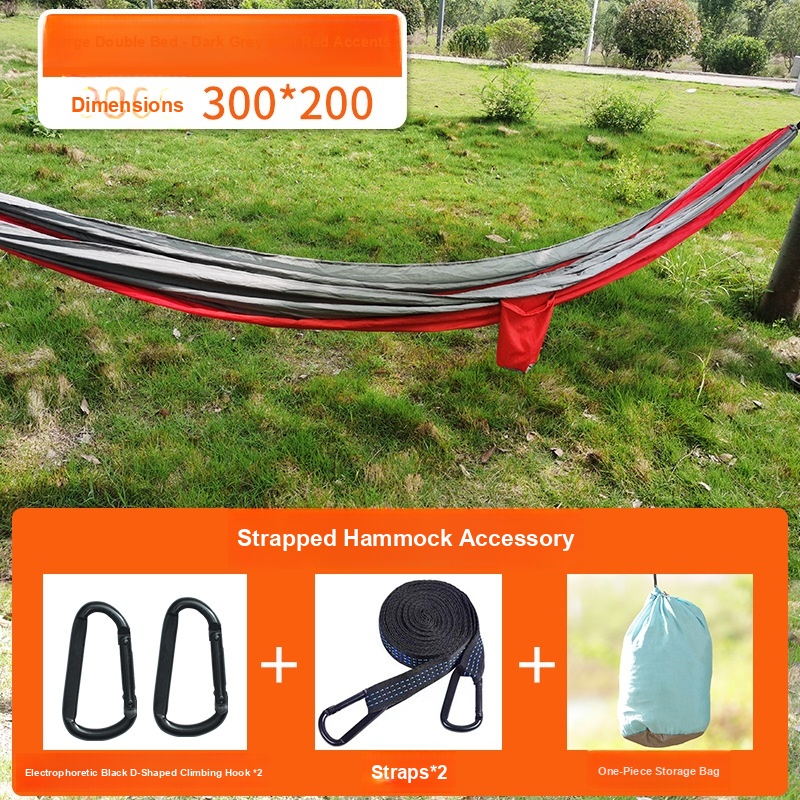 Double Bed - Dark Grey
Red Accents
Dimensions 300*200
Strapped Hammock Accessory
Electrophoretic Black D-Shaped Climbing Hook *2
Straps*2
One-Piece Storage Bag